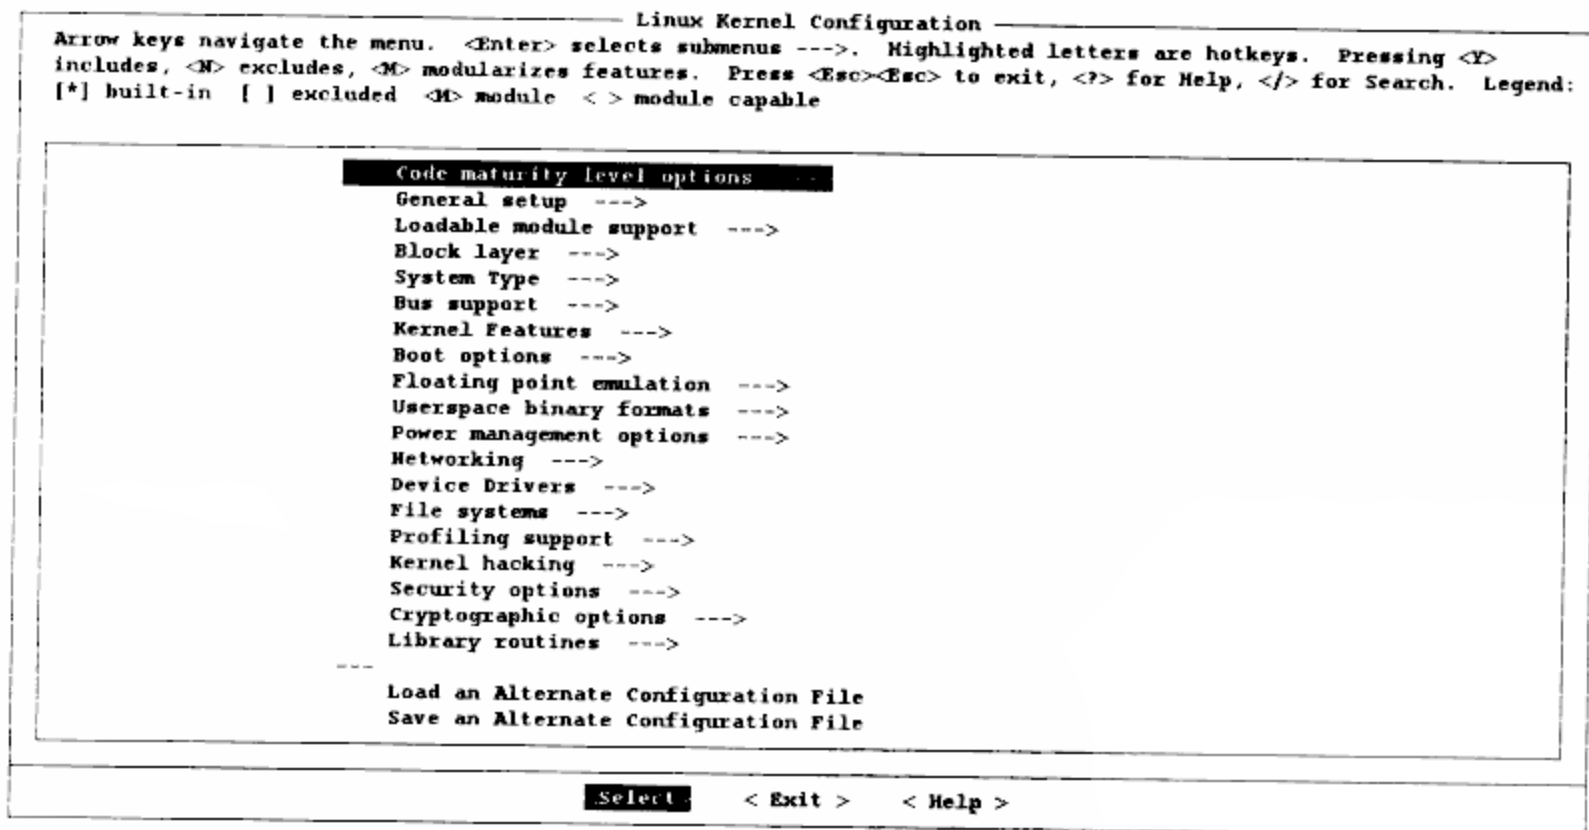 Linux Kernel Configuration
Arrow keys navigate the menu. <Enter> selects submenus --->. Highlighted letters are hotkeys. Pressing <Y>
includes, <N> excludes, <M> modularizes features. Press <Esc><Esc> to exit, <?> for Help, </> for Search. Legend:
[*] built-in [ ] excluded <M> module < > module capable
Code maturity level options --
General setup --->
Loadable module support --->
Block layer --->
System Type --->
Bus support --->
Kernel Features --->
Boot options --->
Floating point emulation --->
Userspace binary formats --->
Power management options --->
Networking --->
Device Drivers --->
File systems --->
Profiling support --->
Kernel hacking --->
Security options --->
Cryptographic options --->
Library routines --->
---
Load an Alternate Configuration File
Save an Alternate Configuration File
Select < Exit > < Help >